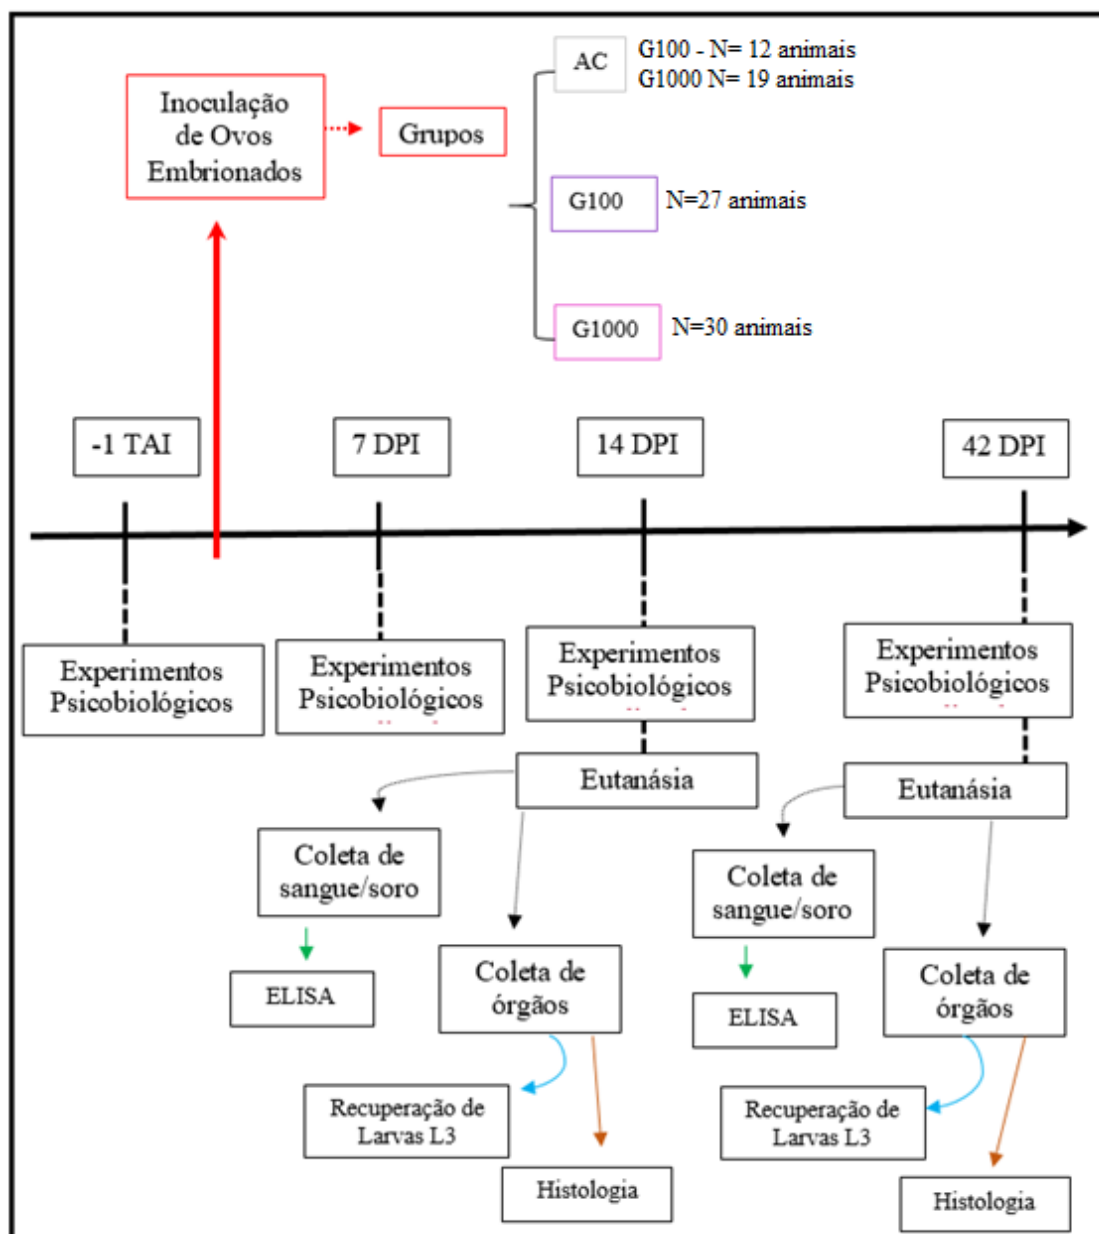 Inoculação
de Ovos
Embrionados
Grupos
AC
G100 - N= 12 animais
G1000 N= 19 animais
G100
N=27 animais
G1000
N=30 animais
-1 TAI
7 DPI
14 DPI
42 DPI
Experimentos
Psicobiológicos
Experimentos
Psicobiológicos
Experimentos
Psicobiológicos
Experimentos
Psicobiológicos
Eutanásia
Eutanásia
Coleta de
sangue/soro
ELISA
Coleta de
órgãos
Recuperação de
Larvas L3
Histologia
Coleta de
sangue/soro
ELISA
Coleta de
órgãos
Recuperação de
Larvas L3
Histologia